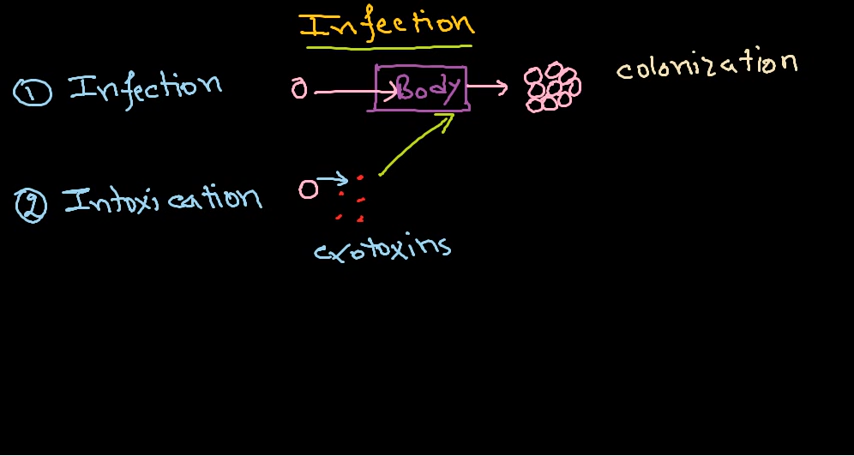 Infection
① Infection
Body
colonization
② Intoxication
exotoxins